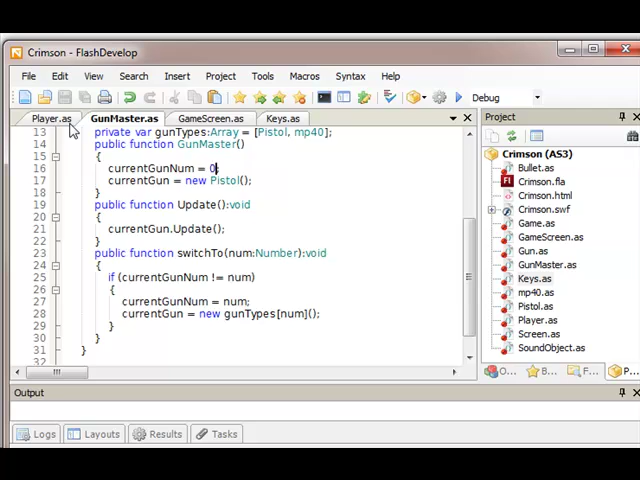 Crimson - FlashDevelop
File Edit View Search Insert Project Tools Macros Syntax Help
Debug
Player.as GunMaster.as GameScreen.as Keys.as
13 private var gunTypes:Array = [Pistol, mp40];
14 public function GunMaster()
15 {
16 currentGunNum = 0;
17 currentGun = new Pistol();
18 }
19 public function Update():void
20 {
21 currentGun.Update();
22 }
23 public function switchTo(num:Number):void
24 {
25 if (currentGunNum != num)
26 {
27 currentGunNum = num;
28 currentGun = new gunTypes[num]();
29 }
30 }
31 }
32
Project
Crimson (AS3)
Bullet.as
Crimson.fla
Crimson.html
Crimson.swf
Game.as
GameScreen.as
Gun.as
GunMaster.as
Keys.as
mp40.as
Pistol.as
Player.as
Screen.as
SoundObject.as
O... B... F... P...
Output
Logs Layouts Results Tasks